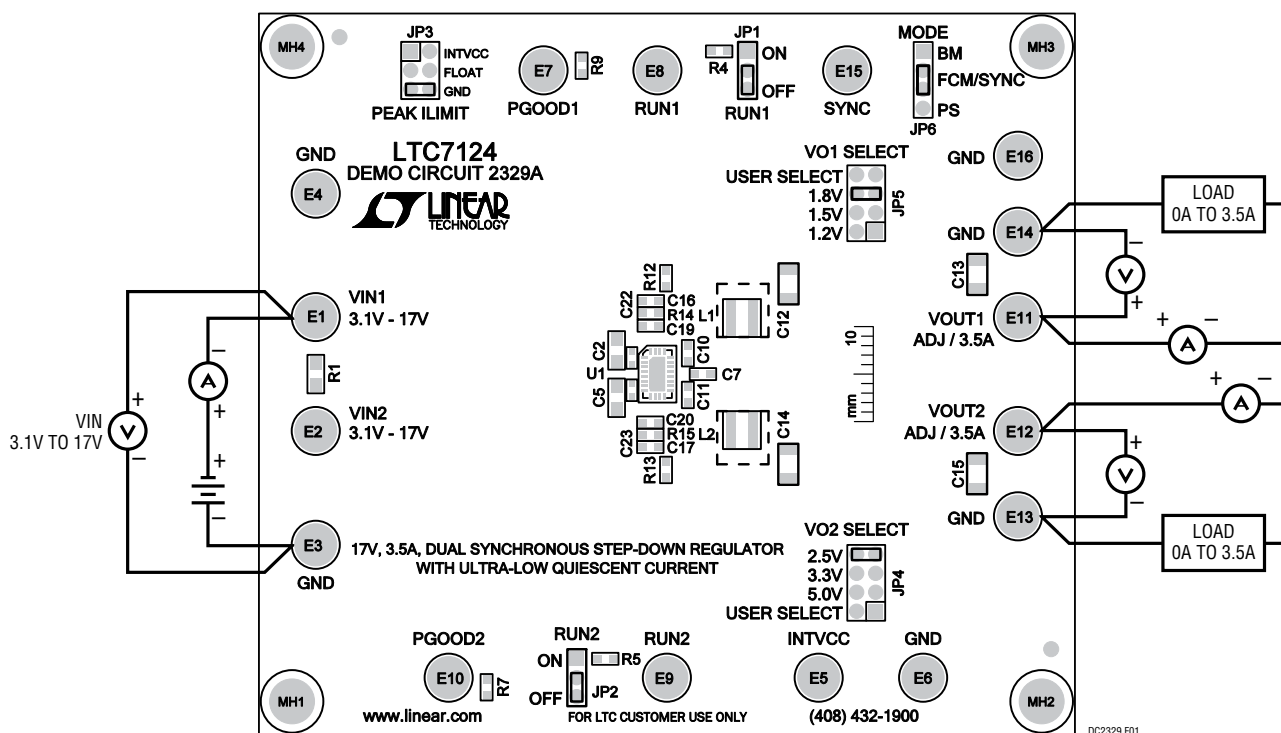 MH4
JP3
INTVCC
FLOAT
GND
PEAK ILIMIT
E7
R9
PGOOD1
E8
RUN1
R4
JP1
ON
OFF
RUN1
E15
SYNC
MODE
BM
FCM/SYNC
PS
JP6
MH3
GND
E4
LTC7124
DEMO CIRCUIT 2329A
LINEAR
TECHNOLOGY
VO1 SELECT
USER SELECT
1.8V
1.5V
1.2V
JP5
GND
E16
GND
E14
LOAD
0A TO 3.5A
C13
V
−
+
VOUT1
ADJ / 3.5A
E11
+
−
A
E1
VIN1
3.1V - 17V
−
A
+
R1
VIN
3.1V TO 17V
+
V
−
E2
VIN2
3.1V - 17V
+
−
R12
C22
C16
R14
C19
L1
C12
C2
U1
C5
C10
C7
C11
C23
C20
R15
C17
L2
R13
C14
10
mm
VOUT2
ADJ / 3.5A
E12
+
−
A
C15
+
V
−
GND
E13
LOAD
0A TO 3.5A
E3
GND
17V, 3.5A, DUAL SYNCHRONOUS STEP-DOWN REGULATOR
WITH ULTRA-LOW QUIESCENT CURRENT
VO2 SELECT
2.5V
3.3V
5.0V
USER SELECT
JP4
MH1
PGOOD2
E10
R7
RUN2
ON
OFF
R5
JP2
RUN2
E9
INTVCC
E5
GND
E6
MH2
www.linear.com
FOR LTC CUSTOMER USE ONLY
(408) 432-1900
DC2329 F01